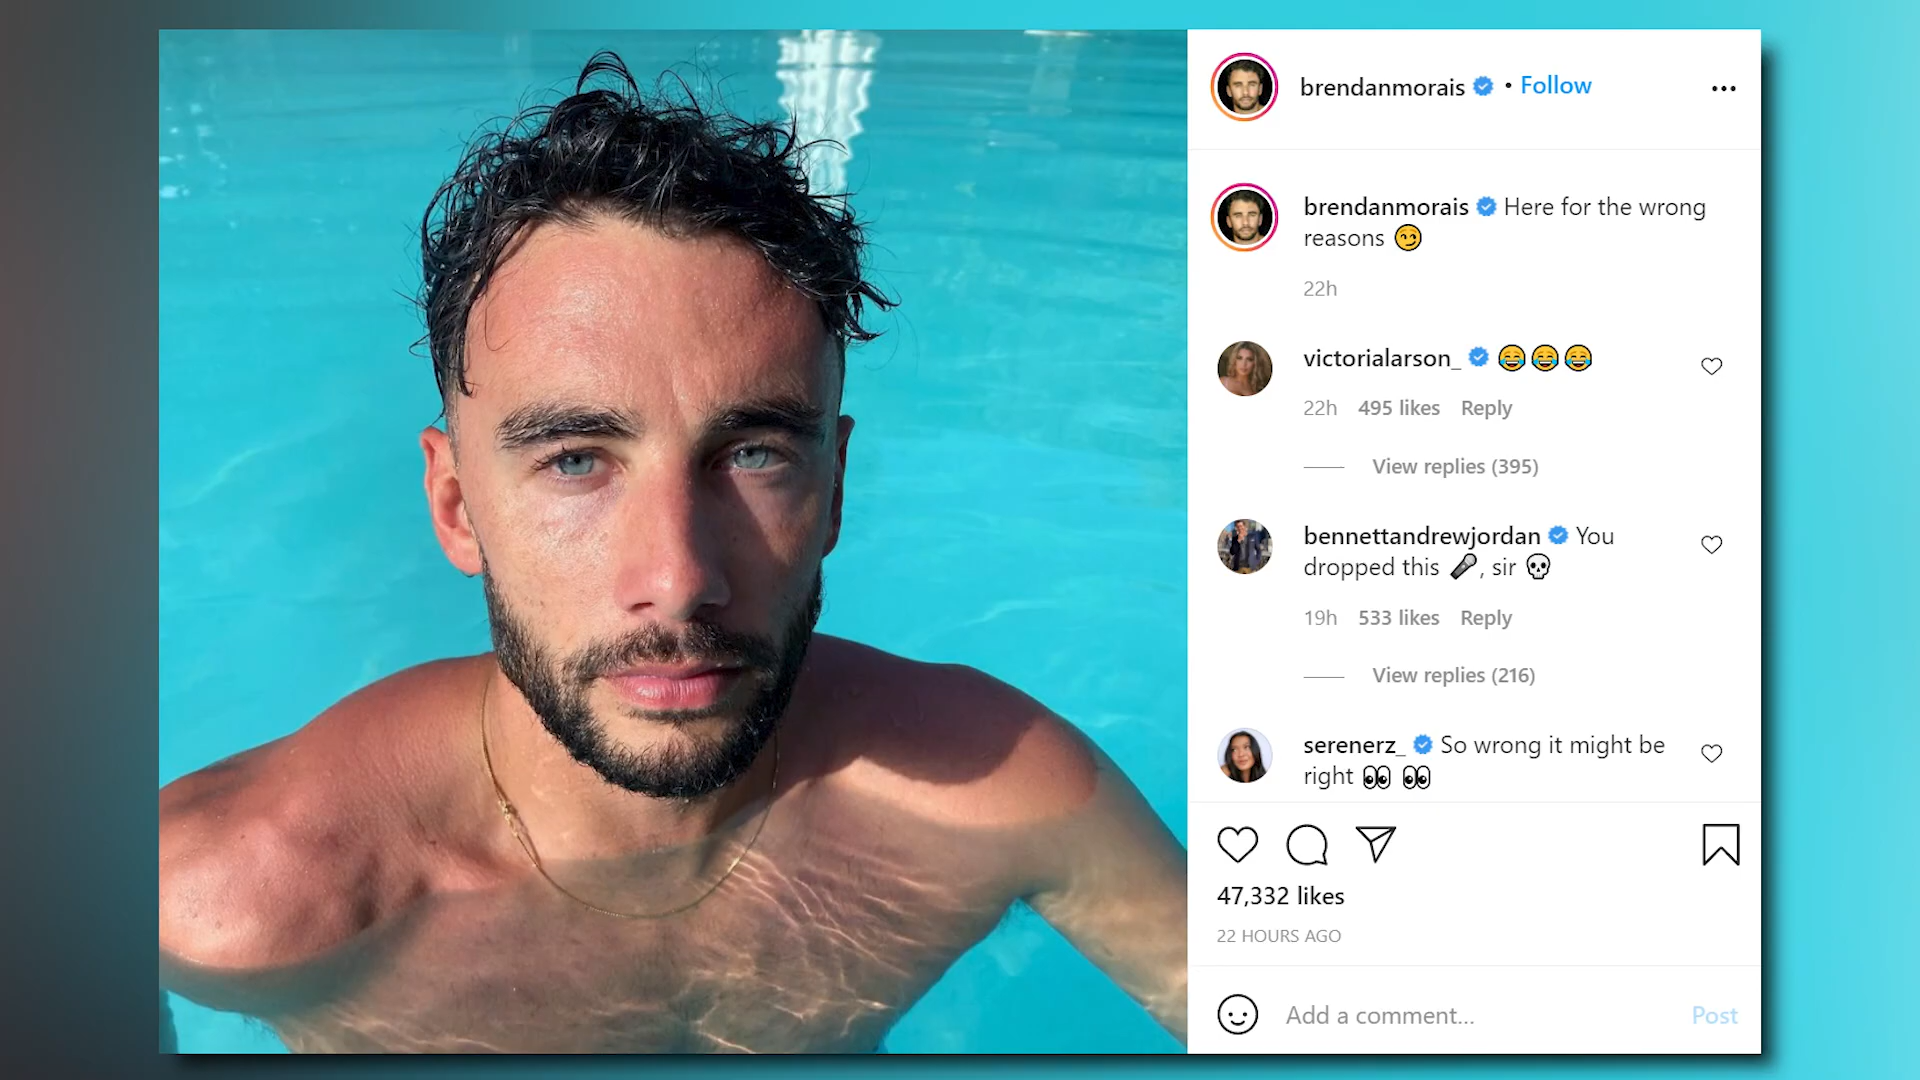 brendanmorais • Follow
brendanmorais Here for the wrong
reasons 😏
22h
victorialarson_ 😂😂😂
22h 495 likes Reply
View replies (395)
bennettandrewjordan You
dropped this 🎤, sir 💀
19h 533 likes Reply
View replies (216)
serenerz_ So wrong it might be
right 👀 👀
47,332 likes
22 HOURS AGO
Add a comment...
Post